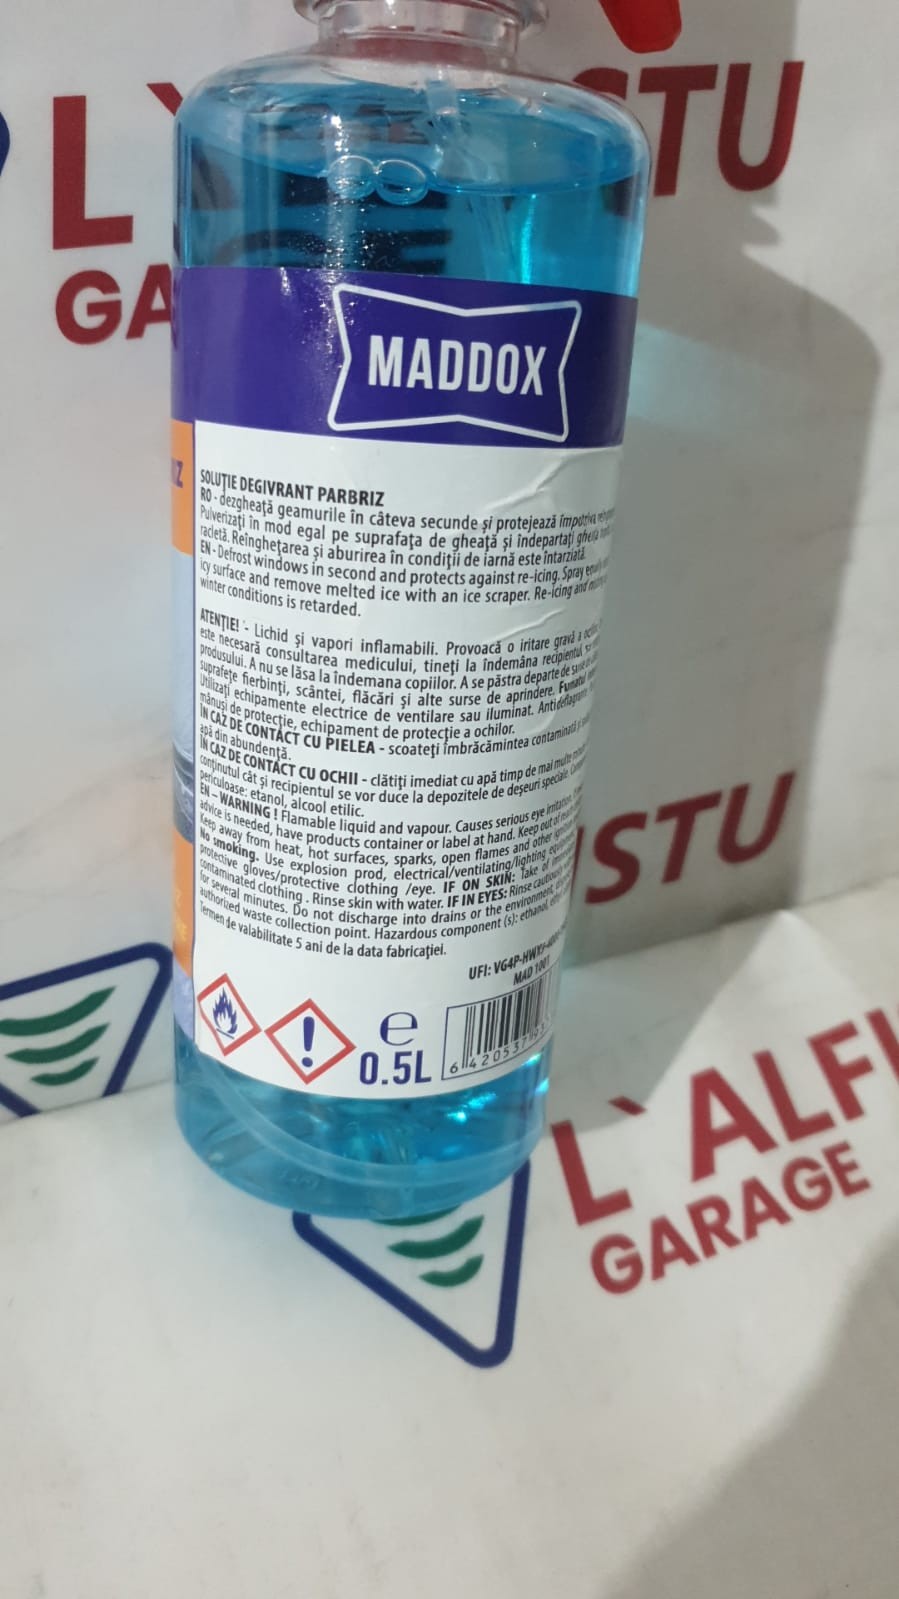 L` STU
GA
MADDOX
IZ
SOLUȚIE DEGIVRANT PARBRIZ
RO - dezgheață geamurile în câteva secunde și protejează împotriva
Pulverizați în mod egal pe suprafața de gheață și îndepartați gheața
racletă. Reînghețarea și aburirea în condiții de iarnă este întarziată.
EN - Defrost windows in second and protects against re-icing. Spray
icy surface and remove melted ice with an ice scraper. Re-icing and
winter conditions is retarded.
ATENȚIE! - Lichid și vapori inflamabili. Provoacă o iritare gravă a
este necesară consultarea medicului, tineți la îndemâna recipientul
produsului. A nu se lăsa la îndemana copiilor. A se păstra departe de
suprafețe fierbinți, scântei, flăcări și alte surse de aprindere. Fumatul
Utilizați echipamente electrice de ventilare sau iluminat. Antideflagrante.
mănuși de protecție, echipament de protecție a ochilor.
ÎN CAZ DE CONTACT CU PIELEA - scoateți îmbrăcămintea contaminată și
apă din abundență.
ÎN CAZ DE CONTACT CU OCHII - clătiți imediat cu apă timp de mai multe
conținutul cât și recipientul se vor duce la depozitele de deșeuri speciale.
periculoase: etanol, alcool etilic.
EN - WARNING ! Flamable liquid and vapour. Causes serious eye irritation.
advice is needed, have products container or label at hand. Keep out of
Keep away from heat, hot surfaces, sparks, open flames and other
No smoking. Use explosion prod, electrical/ventilating/lighting
protective gloves/protective clothing /eye. IF ON SKIN: Take of
contaminated clothing . Rinse skin with water. IF IN EYES: Rinse
for several minutes. Do not discharge into drains or the environment,
authorized waste collection point. Hazardous component (s): ethanol,
Termen de valabilitate 5 ani de la data fabricației.
UFI: VG4P-HWYJ-
MAD 1001
e
0.5L
6 420537
ISTU
L`ALFI
GARAGE